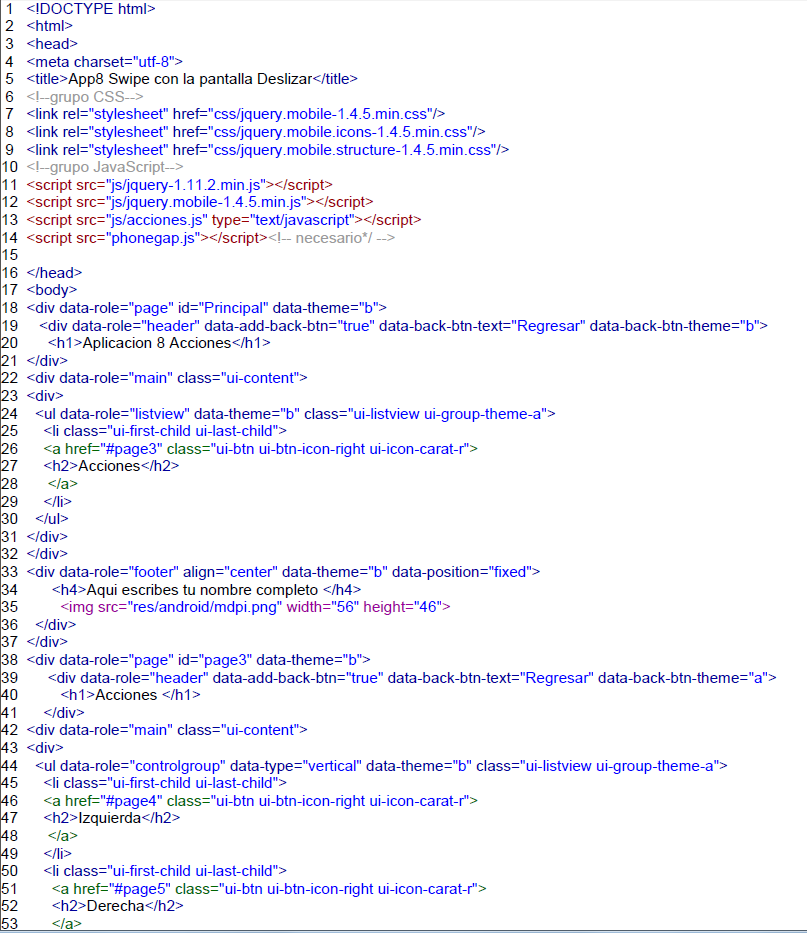 1 <!DOCTYPE html>
2 <html>
3 <head>
4 <meta charset="utf-8">
5 <title>App8 Swipe con la pantalla Deslizar</title>
6 <!--grupo CSS-->
7 <link rel="stylesheet" href="css/jquery.mobile-1.4.5.min.css"/>
8 <link rel="stylesheet" href="css/jquery.mobile.icons-1.4.5.min.css"/>
9 <link rel="stylesheet" href="css/jquery.mobile.structure-1.4.5.min.css"/>
10 <!--grupo JavaScript-->
11 <script src="js/jquery-1.11.2.min.js"></script>
12 <script src="js/jquery.mobile-1.4.5.min.js"></script>
13 <script src="js/acciones.js" type="text/javascript"></script>
14 <script src="phonegap.js"></script><!-- necesario*/ -->
15
16 </head>
17 <body>
18 <div data-role="page" id="Principal" data-theme="b">
19 <div data-role="header" data-add-back-btn="true" data-back-btn-text="Regresar" data-back-btn-theme="b">
20 <h1>Aplicacion 8 Acciones</h1>
21 </div>
22 <div data-role="main" class="ui-content">
23 <div>
24 <ul data-role="listview" data-theme="b" class="ui-listview ui-group-theme-a">
25 <li class="ui-first-child ui-last-child">
26 <a href="#page3" class="ui-btn ui-btn-icon-right ui-icon-carat-r">
27 <h2>Acciones</h2>
28 </a>
29 </li>
30 </ul>
31 </div>
32 </div>
33 <div data-role="footer" align="center" data-theme="b" data-position="fixed">
34 <h4>Aqui escribes tu nombre completo </h4>
35 <img src="res/android/mdpi.png" width="56" height="46">
36 </div>
37 </div>
38 <div data-role="page" id="page3" data-theme="b">
39 <div data-role="header" data-add-back-btn="true" data-back-btn-text="Regresar" data-back-btn-theme="a">
40 <h1>Acciones </h1>
41 </div>
42 <div data-role="main" class="ui-content">
43 <div>
44 <ul data-role="controlgroup" data-type="vertical" data-theme="b" class="ui-listview ui-group-theme-a">
45 <li class="ui-first-child ui-last-child">
46 <a href="#page4" class="ui-btn ui-btn-icon-right ui-icon-carat-r">
47 <h2>Izquierda</h2>
48 </a>
49 </li>
50 <li class="ui-first-child ui-last-child">
51 <a href="#page5" class="ui-btn ui-btn-icon-right ui-icon-carat-r">
52 <h2>Derecha</h2>
53 </a>